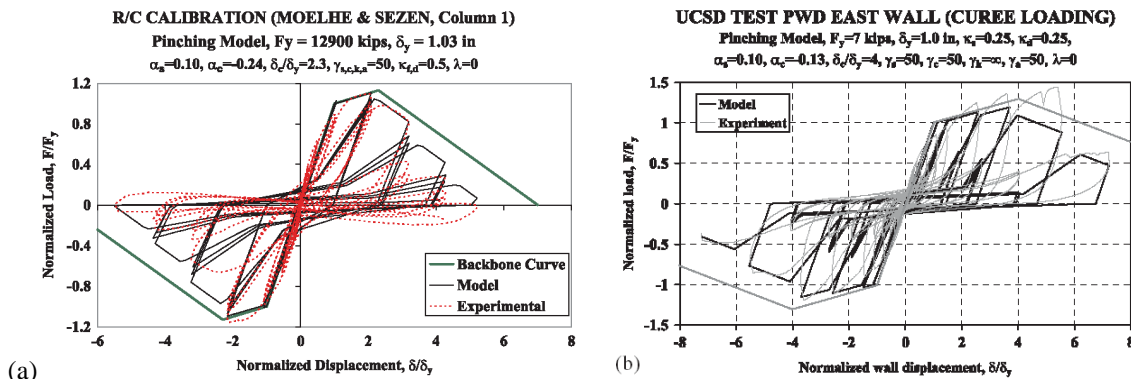 R/C CALIBRATION (MOELHE & SEZEN, Column 1)
Pinching Model, Fy = 12900 kips, δy = 1.03 in
αs=0.10, αc=-0.24, δc/δy=2.3, γs,c,k,a=50, κf,d=0.5, λ=0
Normalized Load, F/Fy
1.2
0.8
0.4
0
-0.4
-0.8
-1.2
Backbone Curve
Model
Experimental
-6 -4 -2 0 2 4 6 8
Normalized Displacement, δ/δy
(a)
UCSD TEST PWD EAST WALL (CUREE LOADING)
Pinching Model, Fy=7 kips, δy=1.0 in, κs=0.25, κd=0.25,
αs=0.10, αc=-0.13, δc/δy=4, γs=50, γc=50, γk=∞, γa=50, λ=0
Normalized load, F/Fy
1.5
1
0.5
0
-0.5
-1
-1.5
Model
Experiment
-8 -6 -4 -2 0 2 4 6 8
Normalized wall displacement, δ/δy
(b)